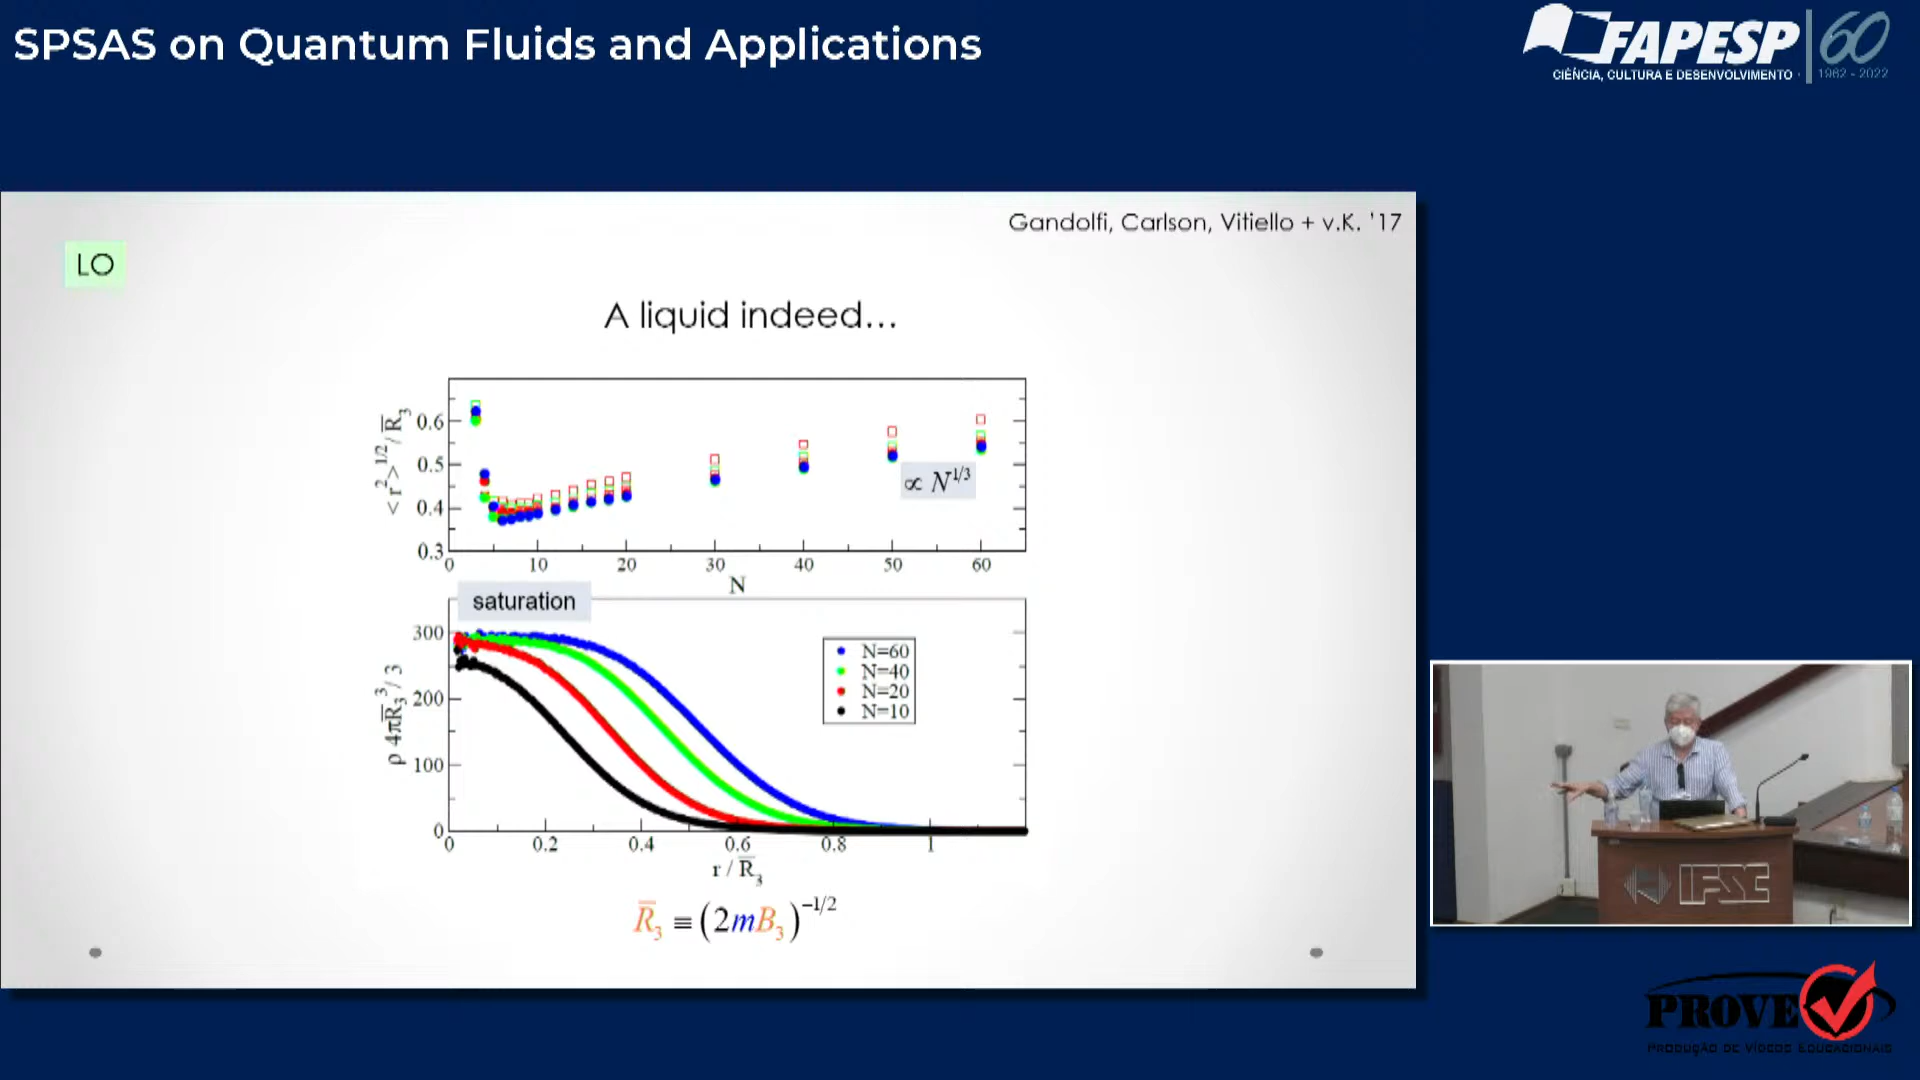 SPSAS on Quantum Fluids and Applications
FAPESP 60
CIÊNCIA, CULTURA E DESENVOLVIMENTO
1962 - 2022
Gandolfi, Carlson, Vitiello + v.K. '17
LO
A liquid indeed...
<r²>^1/2 / R̅₃
0.6
0.5
0.4
0.3
∝ N^1/3
0 10 20 30 40 50 60
N
saturation
ρ 4πR̅₃³ / 3
300
200
100
0
N=60
N=40
N=20
N=10
0 0.2 0.4 0.6 0.8 1
r / R̅₃
R̅₃ ≡ (2mB₃)^−1/2
IFSC
PROVE
PRODUÇÃO DE VÍDEOS EDUCACIONAIS